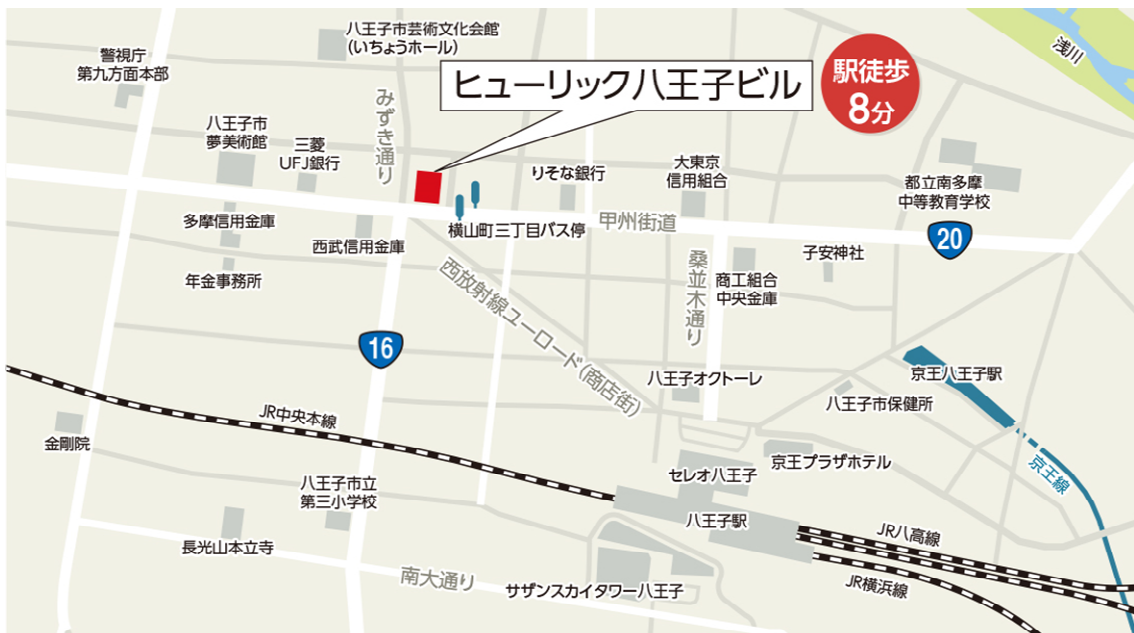 八王子市芸術文化会館
(いちょうホール)
浅川
警視庁
第九方面本部
ヒューリック八王子ビル
駅徒歩
8分
みずき通り
八王子市
夢美術館
三菱
UFJ銀行
りそな銀行
大東京
信用組合
都立南多摩
中等教育学校
多摩信用金庫
西武信用金庫
横山町三丁目バス停
甲州街道
20
子安神社
年金事務所
西放射線ユーロード(商店街)
桑並木通り
商工組合
中央金庫
16
八王子オクトーレ
京王八王子駅
八王子市保健所
JR中央本線
金剛院
セレオ八王子
京王プラザホテル
京王線
八王子市立
第三小学校
八王子駅
JR八高線
長光山本立寺
南大通り
サザンスカイタワー八王子
JR横浜線